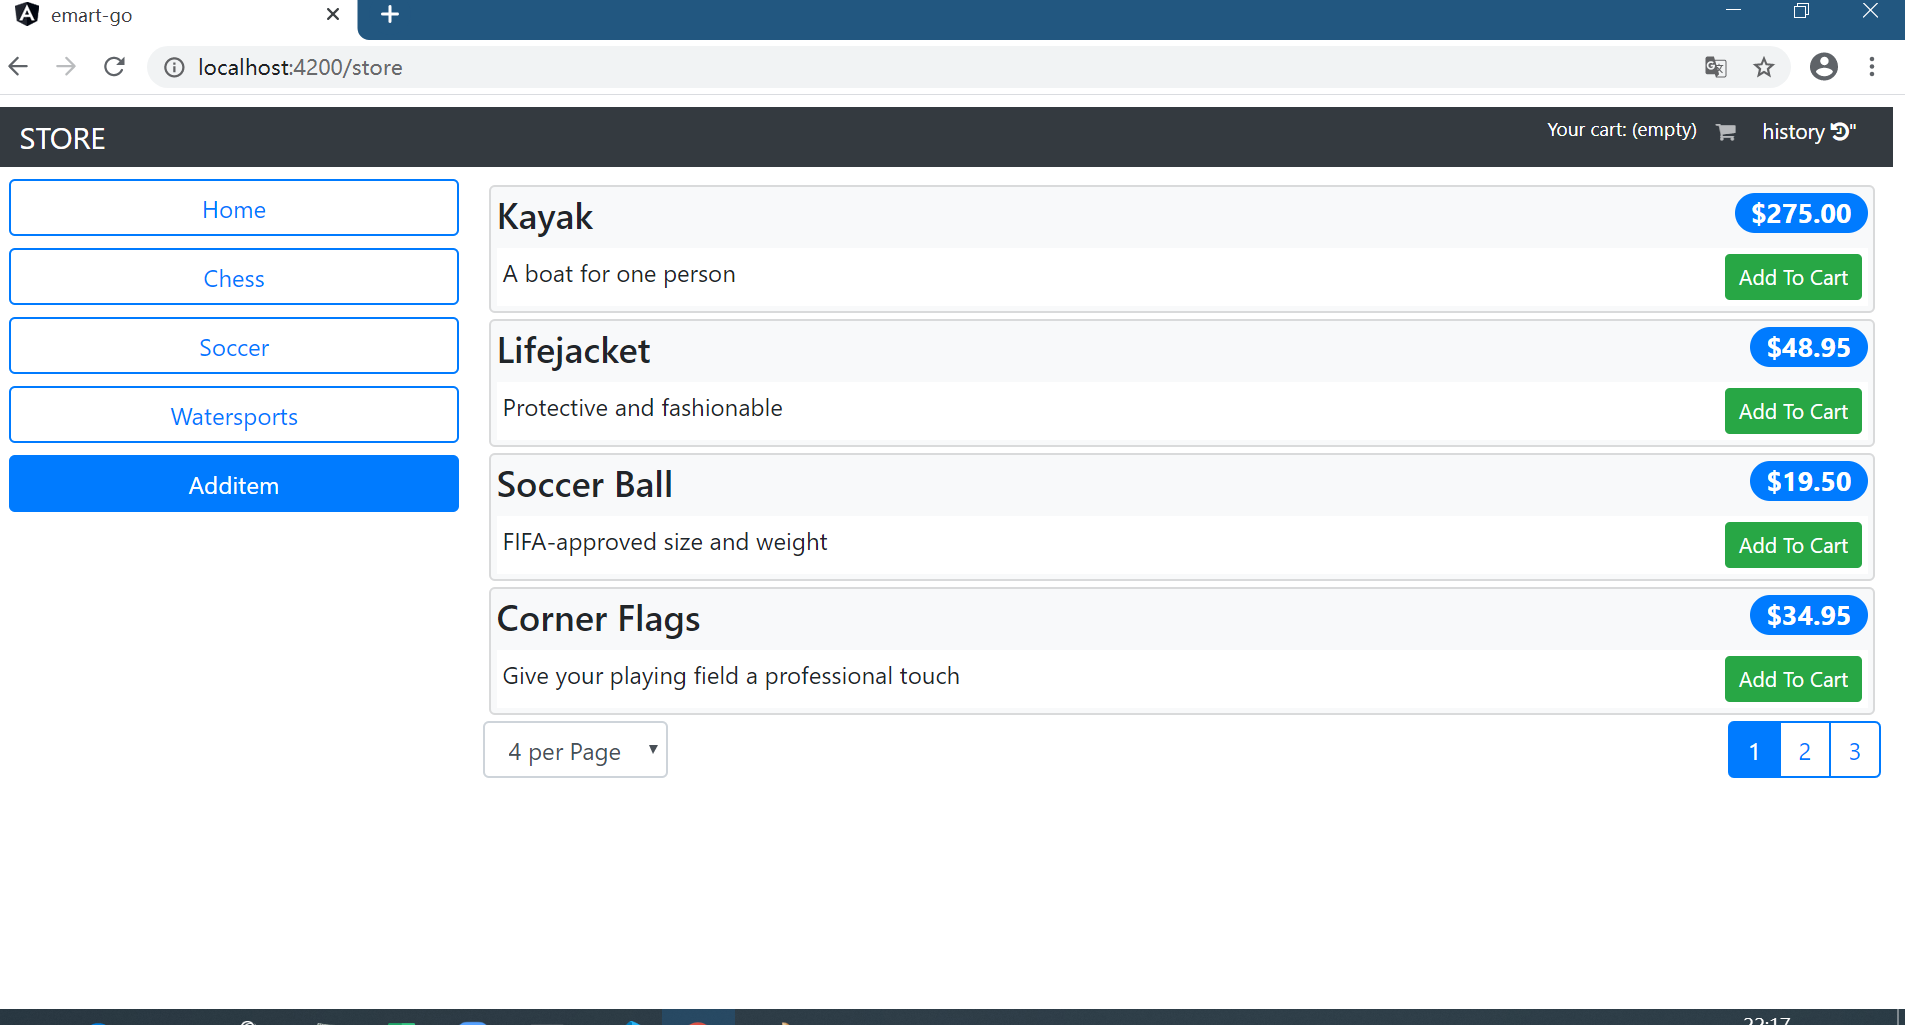 emart-go
localhost:4200/store
STORE
Your cart: (empty)
history "
Home
Chess
Soccer
Watersports
Additem
Kayak
$275.00
A boat for one person
Add To Cart
Lifejacket
$48.95
Protective and fashionable
Add To Cart
Soccer Ball
$19.50
FIFA-approved size and weight
Add To Cart
Corner Flags
$34.95
Give your playing field a professional touch
Add To Cart
4 per Page
1 2 3
22:17